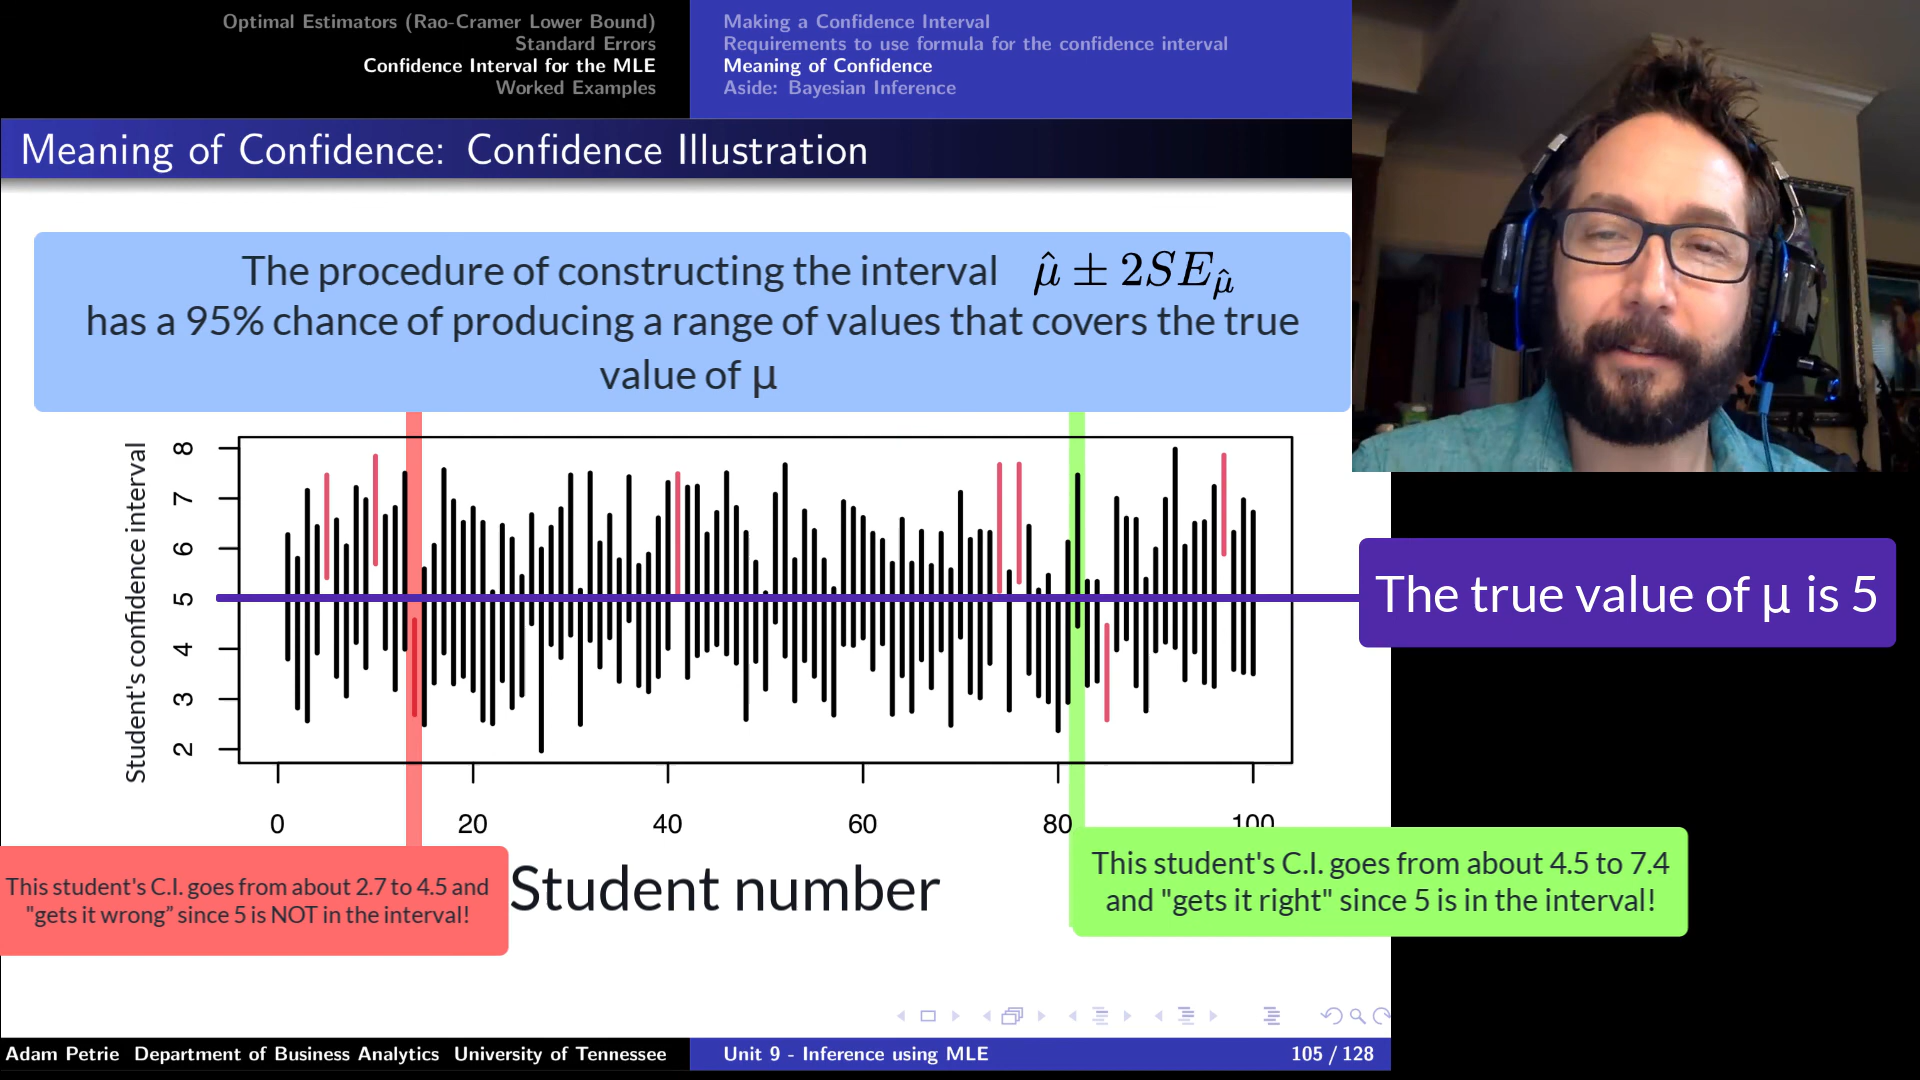 Optimal Estimators (Rao-Cramer Lower Bound)
Standard Errors
Confidence Interval for the MLE
Worked Examples
Making a Confidence Interval
Requirements to use formula for the confidence interval
Meaning of Confidence
Aside: Bayesian Inference
Meaning of Confidence: Confidence Illustration
The procedure of constructing the interval μ̂ ± 2SE_μ̂
has a 95% chance of producing a range of values that covers the true
value of μ
Student's confidence interval
8
7
6
5
4
3
2
0 20 40 60 80 100
The true value of μ is 5
Student number
This student's C.I. goes from about 2.7 to 4.5 and
"gets it wrong” since 5 is NOT in the interval!
This student's C.I. goes from about 4.5 to 7.4
and "gets it right" since 5 is in the interval!
Adam Petrie Department of Business Analytics University of Tennessee
Unit 9 - Inference using MLE
105 / 128